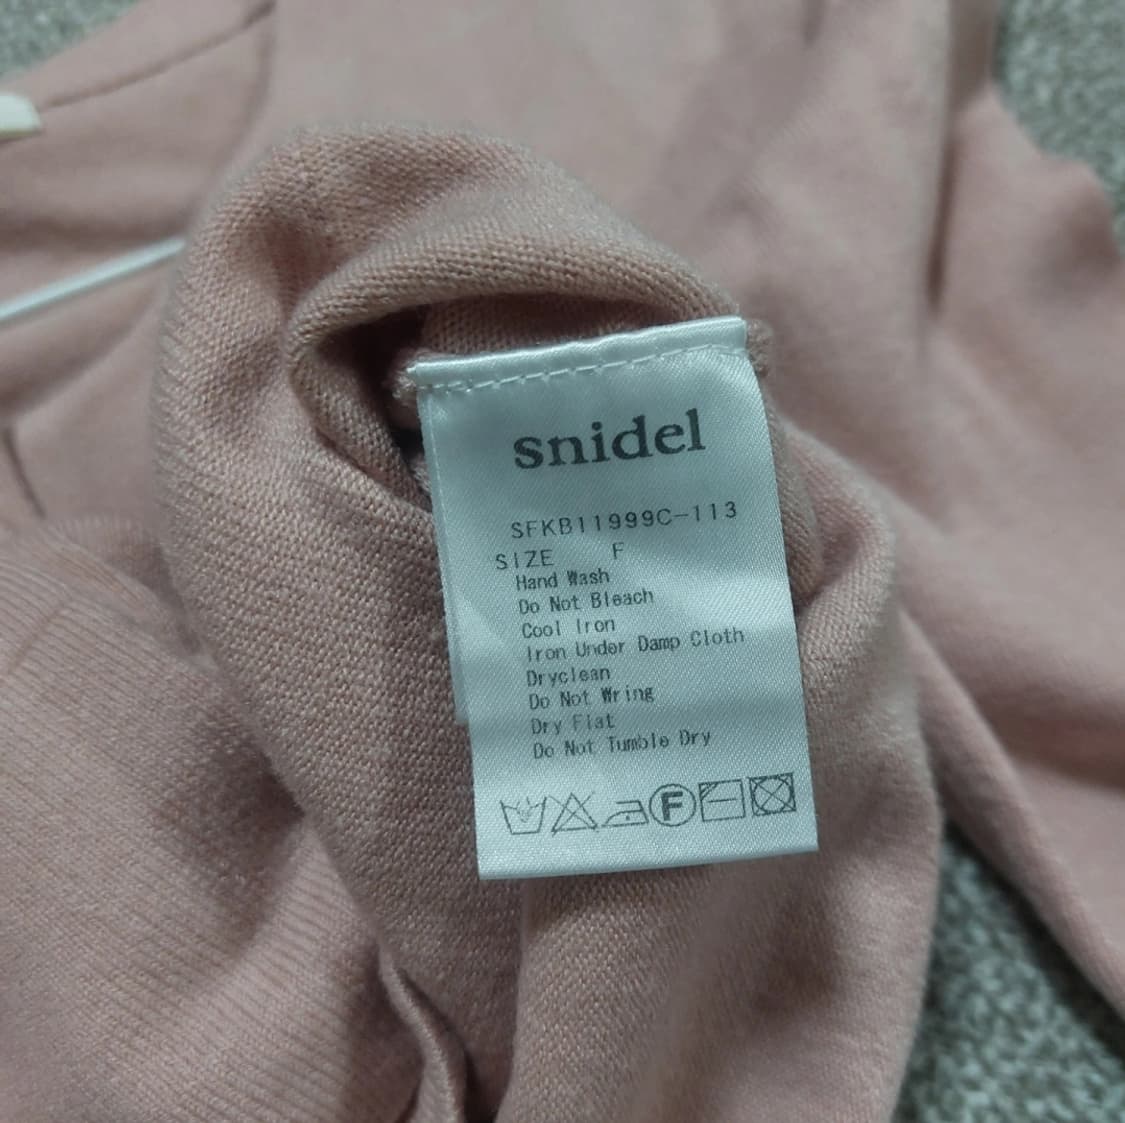 snidel
SFKB11999C-113
SIZE F
Hand Wash
Do Not Bleach
Cool Iron
Iron Under Damp Cloth
Dryclean
Do Not Wring
Dry Flat
Do Not Tumble Dry
F